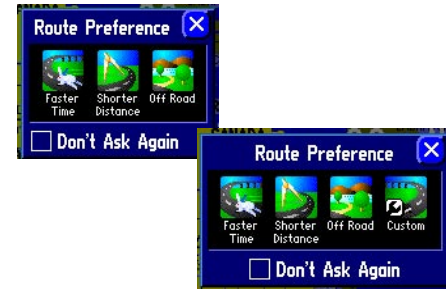 Route Preference X
Faster Time
Shorter Distance
Off Road
Don't Ask Again
Route Preference X
Faster Time
Shorter Distance
Off Road
Custom
Don't Ask Again